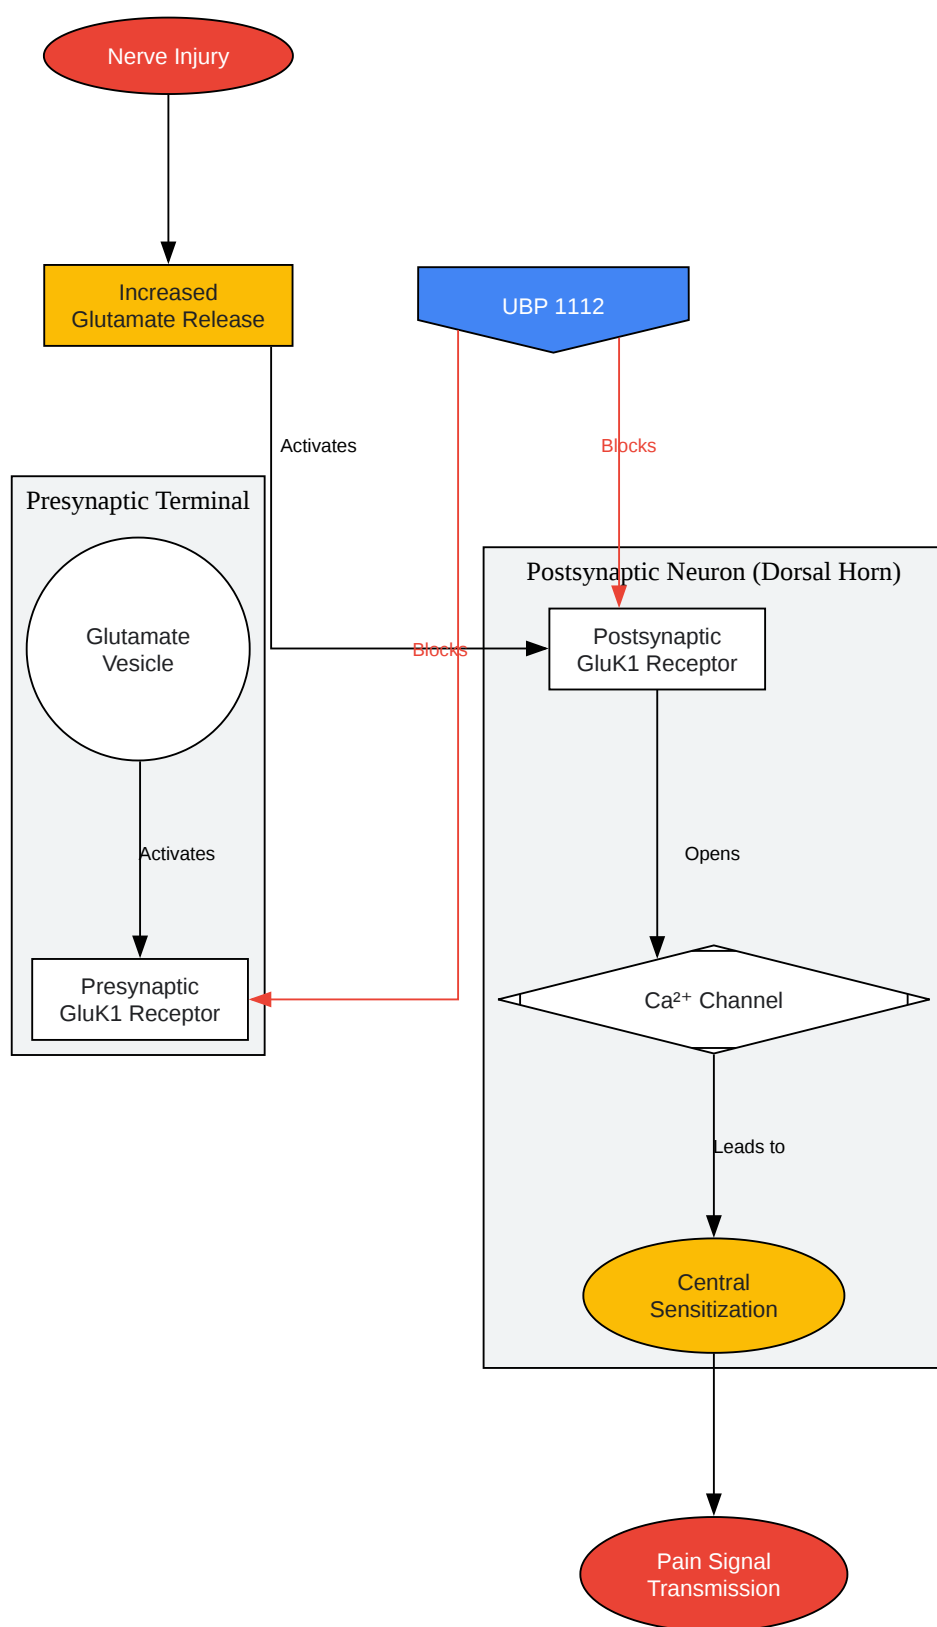 Nerve Injury
Increased
Glutamate Release
UBP 1112
Activates
Blocks
Presynaptic Terminal
Glutamate
Vesicle
Postsynaptic Neuron (Dorsal Horn)
Postsynaptic
GluK1 Receptor
Blocks
Activates
Opens
Presynaptic
GluK1 Receptor
Ca²⁺ Channel
Leads to
Central
Sensitization
Pain Signal
Transmission